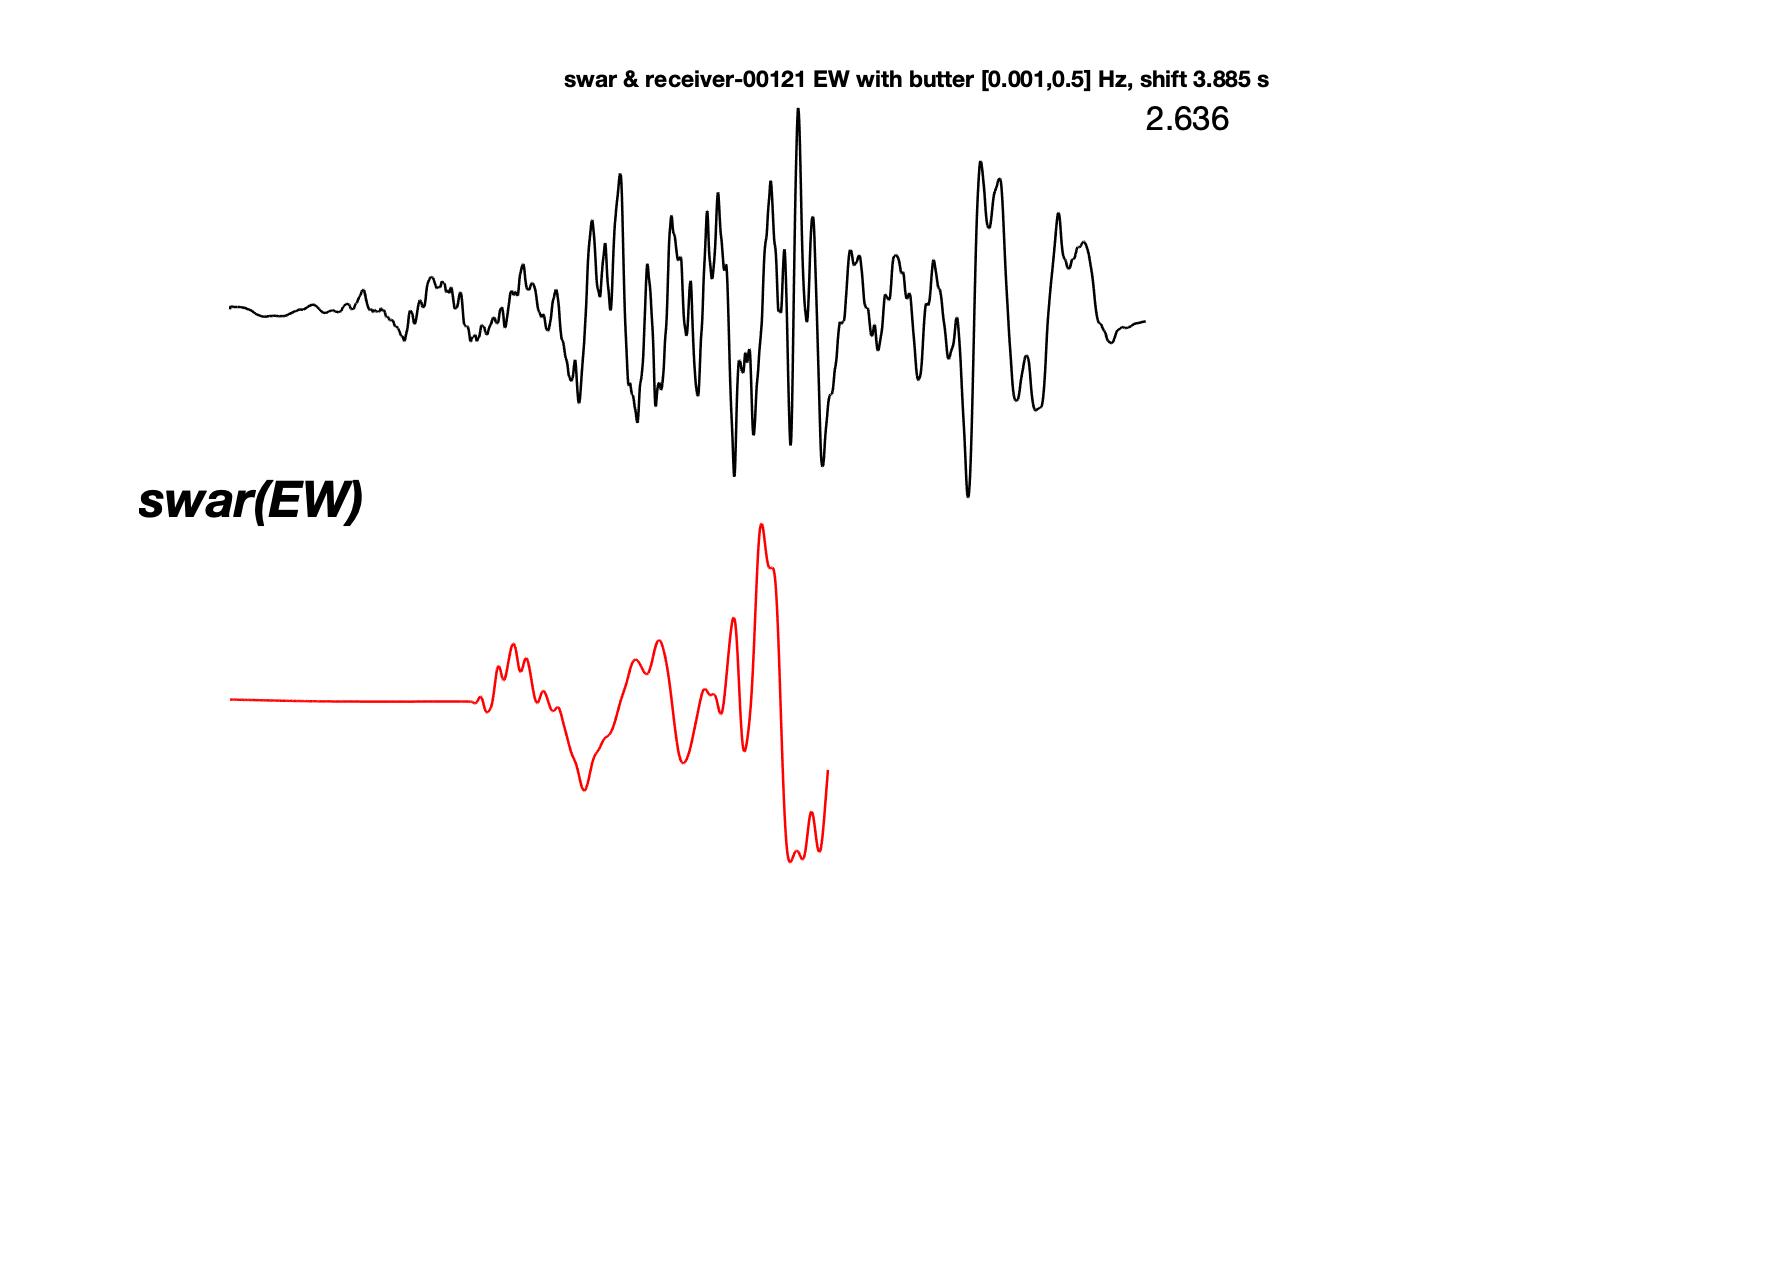 swar & receiver-00121 EW with butter [0.001,0.5] Hz, shift 3.885 s
2.636
swar(EW)